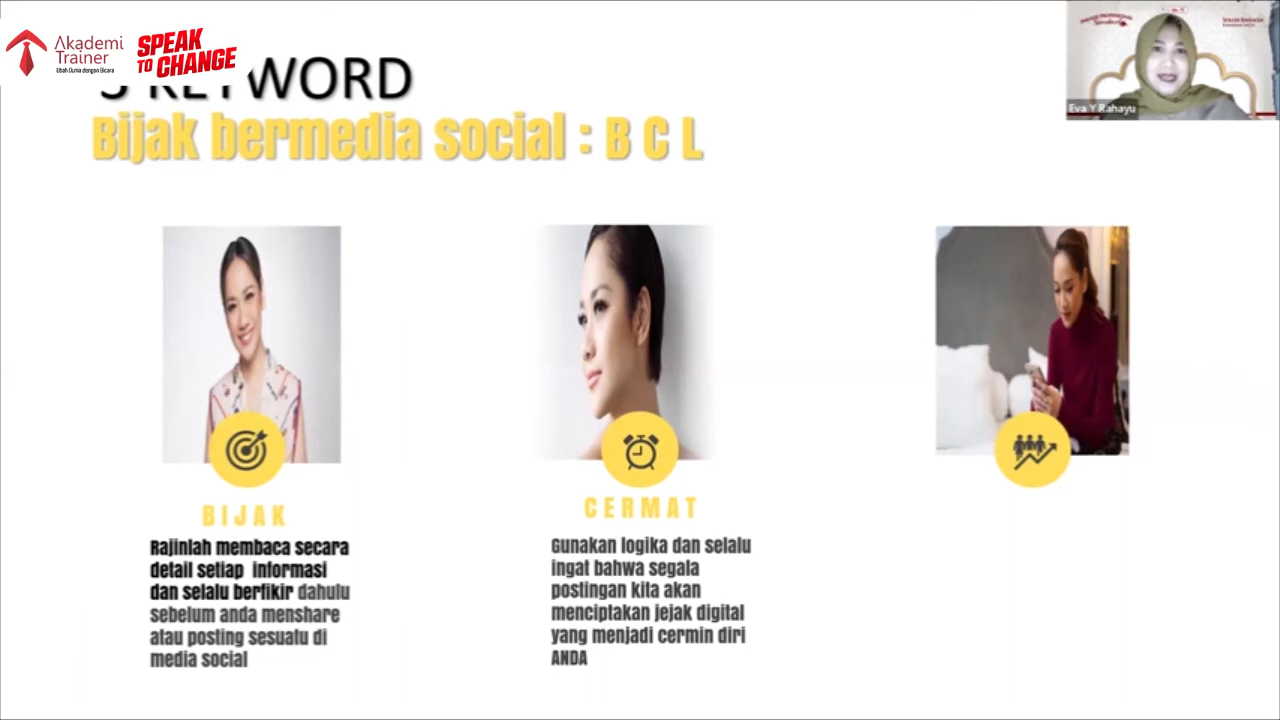 Akademi
Trainer
Ubah Dunia dengan Bicara
SPEAK
TO CHANGE
3 KEYWORD
Bijak bermedia social : B C L
Eva Y Rahayu
BIJAK
Rajinlah membaca secara
detail setiap informasi
dan selalu berfikir dahulu
sebelum anda menshare
atau posting sesuatu di
media social
CERMAT
Gunakan logika dan selalu
ingat bahwa segala
postingan kita akan
menciptakan jejak digital
yang menjadi cermin diri
ANDA